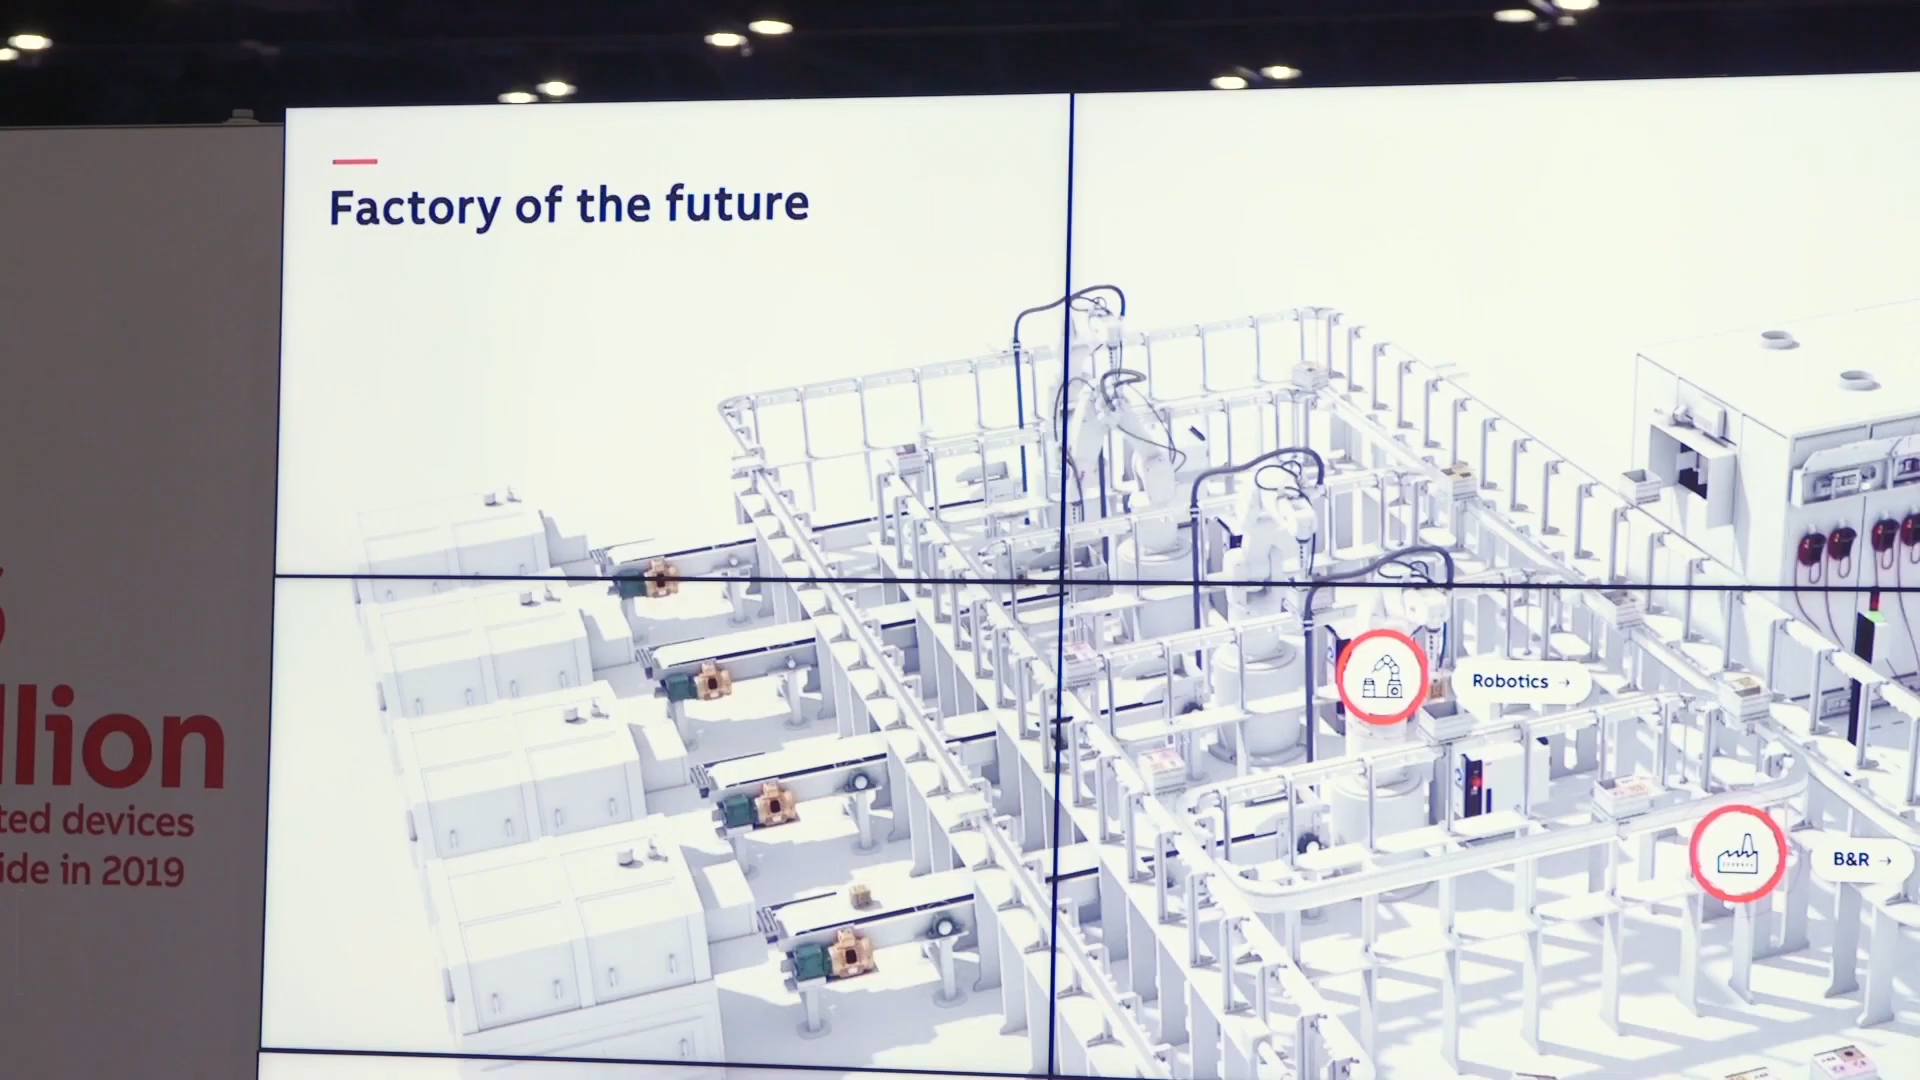 Factory of the future
Robotics →
B&R →
llion
ted devices
ide in 2019